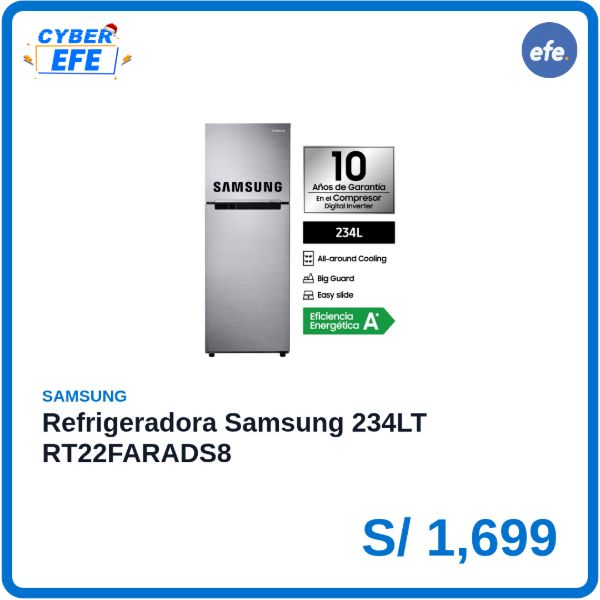 CYBER
EFE
efe.
SAMSUNG
10
Años de Garantía
En el Compresor
Digital Inverter
234L
All-around Cooling
Big Guard
Easy slide
Eficiencia
Energética A+
SAMSUNG
Refrigeradora Samsung 234LT
RT22FARADS8
S/ 1,699